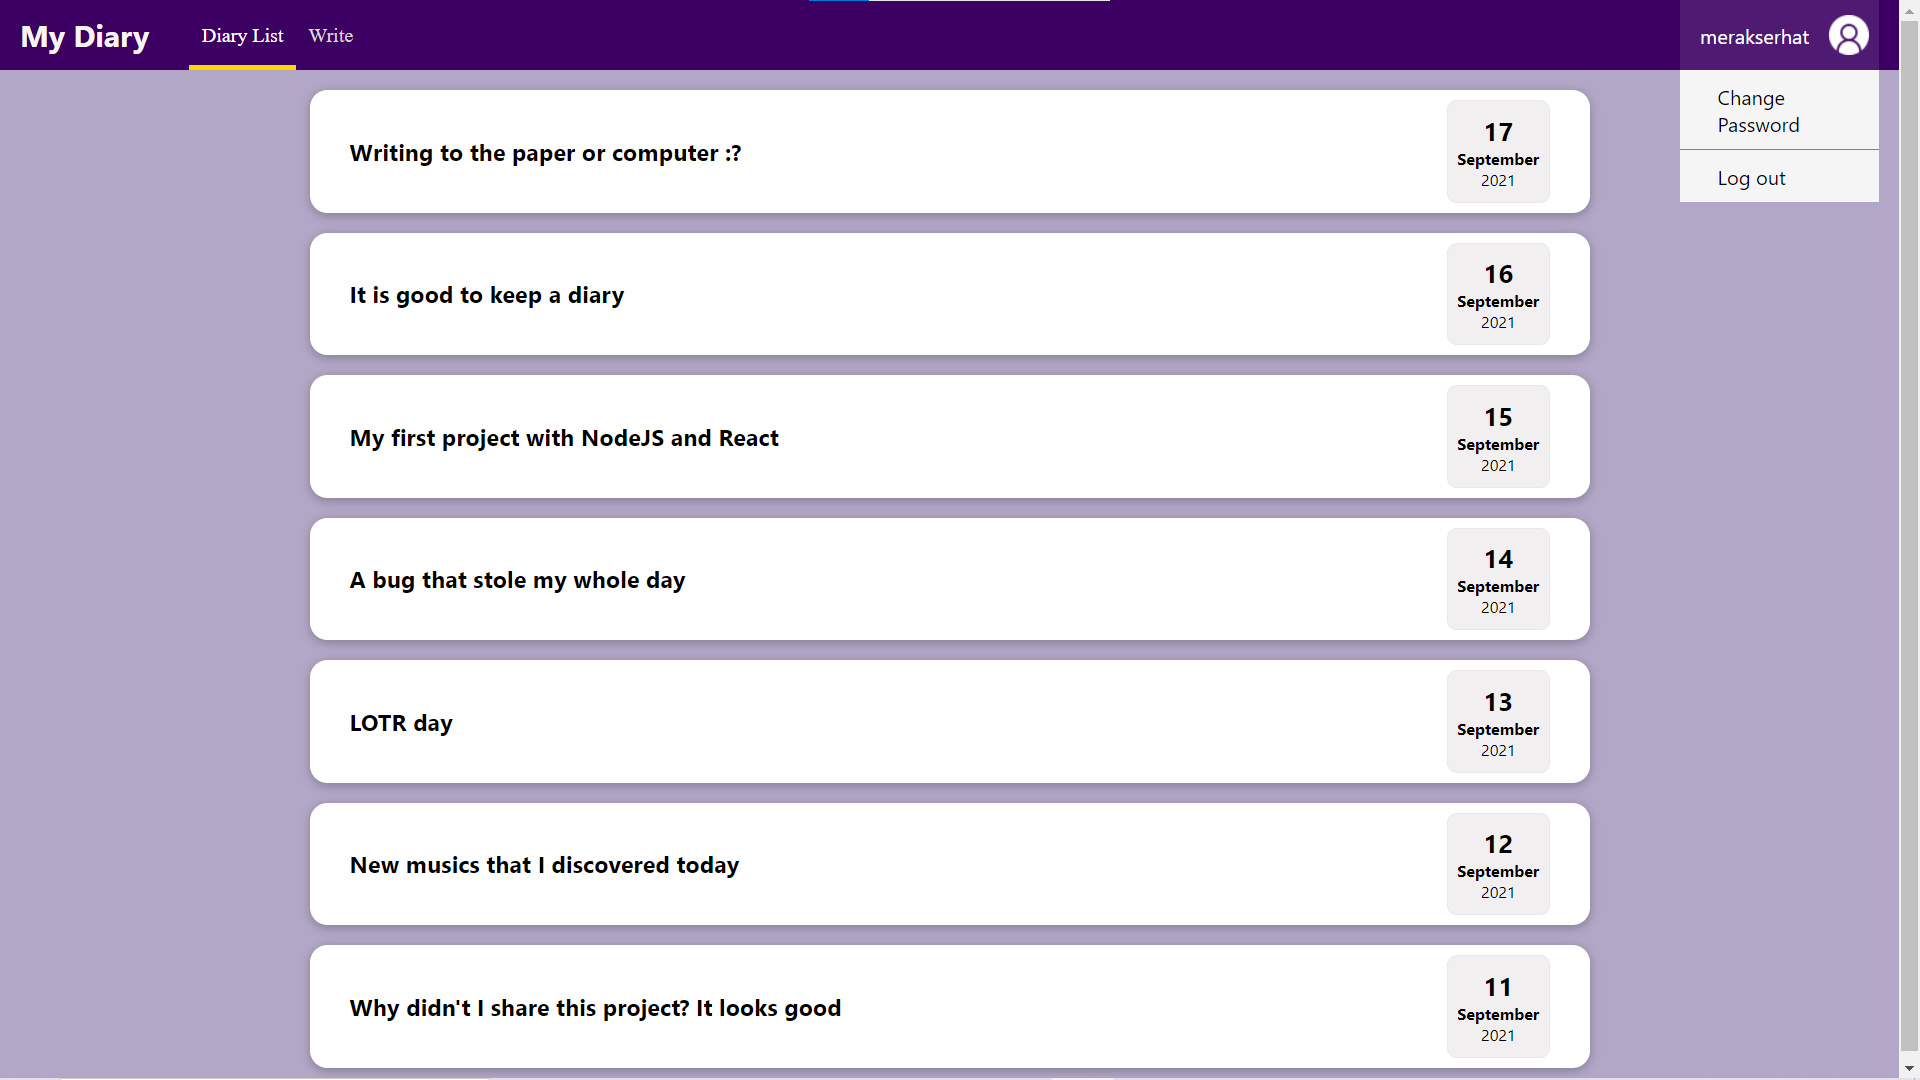 My Diary
Diary List
Write
merakserhat
Change
Password
Log out
Writing to the paper or computer :?
17
September
2021
It is good to keep a diary
16
September
2021
My first project with NodeJS and React
15
September
2021
A bug that stole my whole day
14
September
2021
LOTR day
13
September
2021
New musics that I discovered today
12
September
2021
Why didn't I share this project? It looks good
11
September
2021